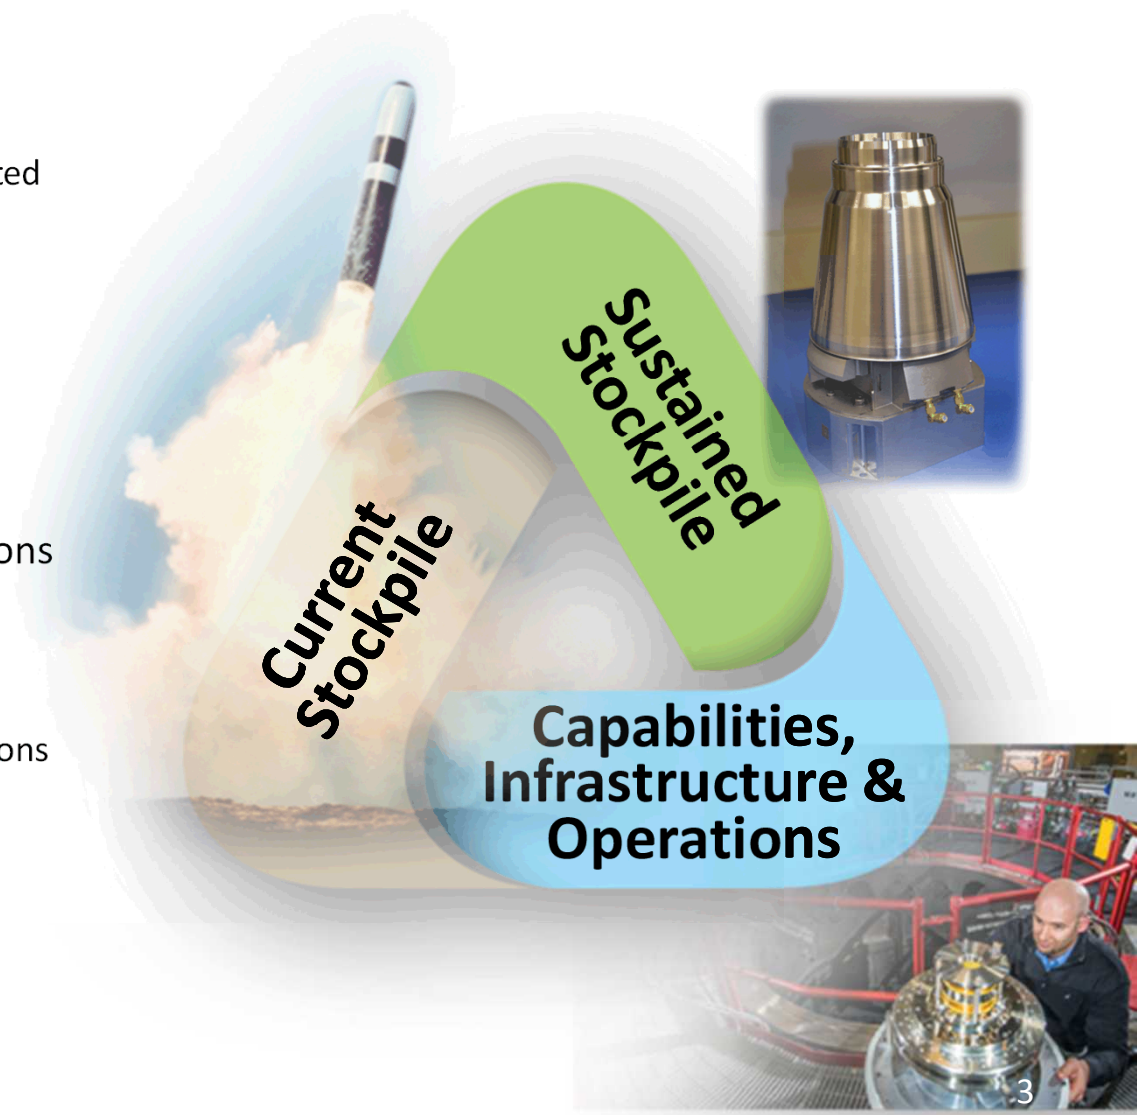 ted
ons
ons
Sustained
Stockpile
Current
Stockpile
Capabilities,
Infrastructure &
Operations
3